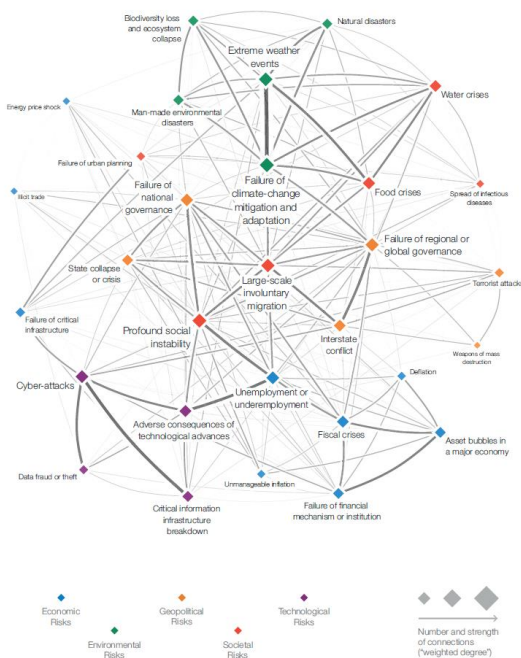 Biodiversity loss
and ecosystem
collapse
Natural disasters
Extreme weather
events
Water crises
Energy price shock
Man-made environmental
disasters
Failure of urban planning
Failure of
climate-change
mitigation and
adaptation
Food crises
Spread of infectious
diseases
Illicit trade
Failure of
national
governance
Failure of regional or
global governance
State collapse
or crisis
Large-scale
involuntary
migration
Terrorist attacks
Failure of critical
infrastructure
Profound social
instability
Interstate
conflict
Weapons of mass
destruction
Cyber-attacks
Unemployment or
underemployment
Deflation
Adverse consequences of
technological advances
Fiscal crises
Asset bubbles in
a major economy
Data fraud or theft
Unmanageable inflation
Critical information
infrastructure
breakdown
Failure of financial
mechanism or institution
Economic
Risks
Geopolitical
Risks
Technological
Risks
Environmental
Risks
Societal
Risks
Number and strength
of connections
("weighted degree")